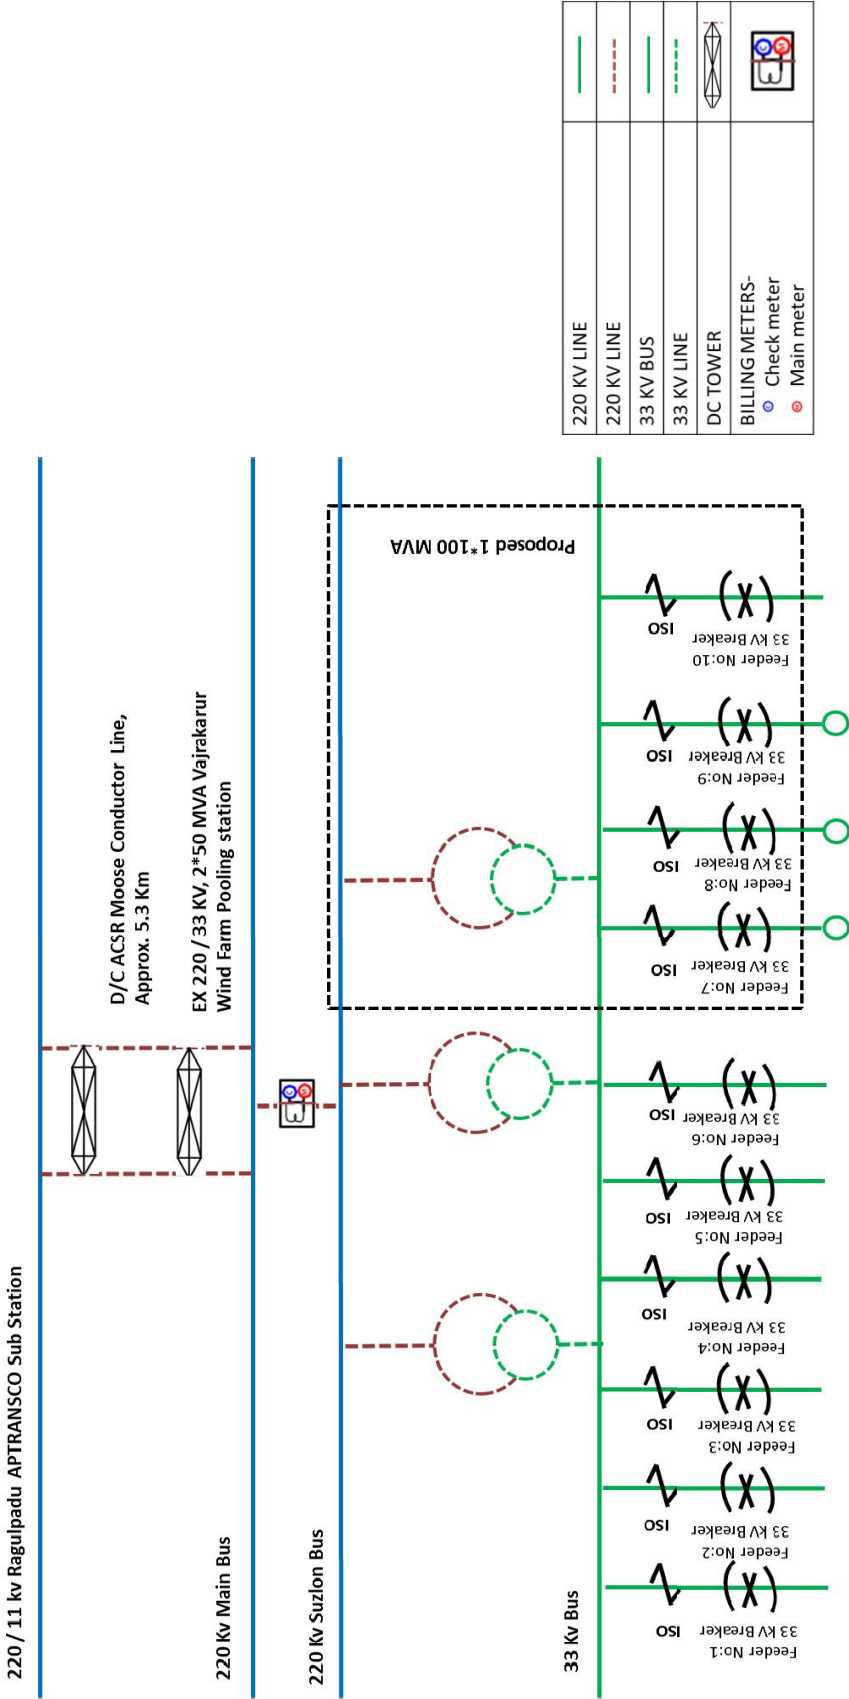 220 / 11 kv Ragulpadu APTRANSCO Sub Station
D/C ACSR Moose Conductor Line,
Approx. 5.3 Km
EX 220 / 33 KV, 2*50 MVA Vajrakarur
Wind Farm Pooling station
220 Kv Main Bus
220 Kv Suzlon Bus
Proposed 1*100 MVA
33 Kv Bus
ISO
33 kV Breaker
Feeder No:1
ISO
33 kV Breaker
Feeder No:2
ISO
33 kV Breaker
Feeder No:3
ISO
33 kV Breaker
Feeder No:4
ISO
33 kV Breaker
Feeder No:5
ISO
33 kV Breaker
Feeder No:6
ISO
33 kV Breaker
Feeder No:7
ISO
33 kV Breaker
Feeder No:8
ISO
33 kV Breaker
Feeder No:9
ISO
33 kV Breaker
Feeder No:10
220 KV LINE
220 KV LINE
33 KV BUS
33 KV LINE
DC TOWER
BILLING METERS-
Check meter
Main meter